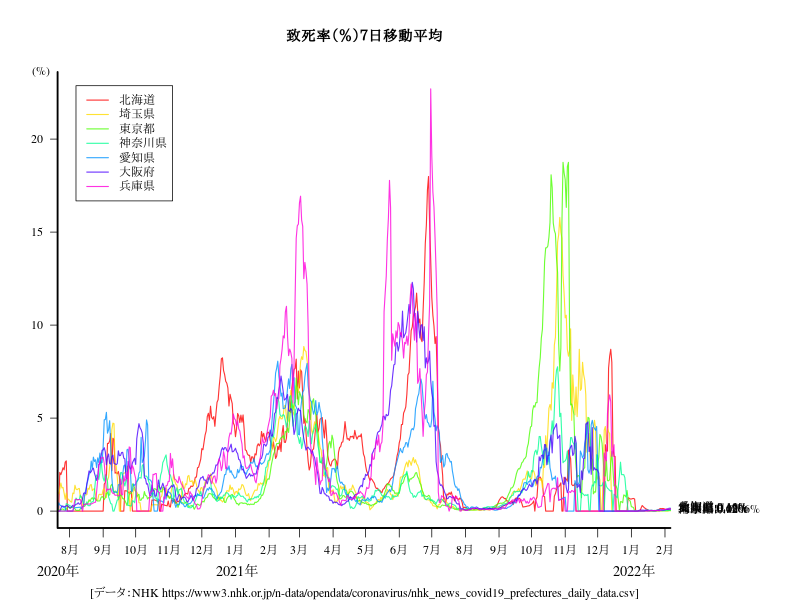 致死率(%)7日移動平均
(%)
北海道
埼玉県
東京都
神奈川県
愛知県
大阪府
兵庫県
20
15
10
5
0
8月 9月 10月 11月 12月 1月 2月 3月 4月 5月 6月 7月 8月 9月 10月 11月 12月 1月 2月
2020年 2021年 2022年
[データ:NHK https://www3.nhk.or.jp/n-data/opendata/coronavirus/nhk_news_covid19_prefectures_daily_data.csv]